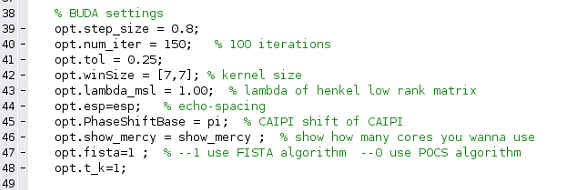 38 % BUDA settings
39 - opt.step_size = 0.8;
40 - opt.num_iter = 150; % 100 iterations
41 - opt.tol = 0.25;
42 - opt.winSize = [7,7]; % kernel size
43 - opt.lambda_msl = 1.00; % lambda of henkel low rank matrix
44 - opt.esp=esp; % echo-spacing
45 - opt.PhaseShiftBase = pi; % CAIPI shift of CAIPI
46 - opt.show_mercy = show_mercy ; % show how many cores you wanna use
47 - opt.fista=1 ; % --1 use FISTA algorithm --0 use POCS algorithm
48 - opt.t_k=1;
49